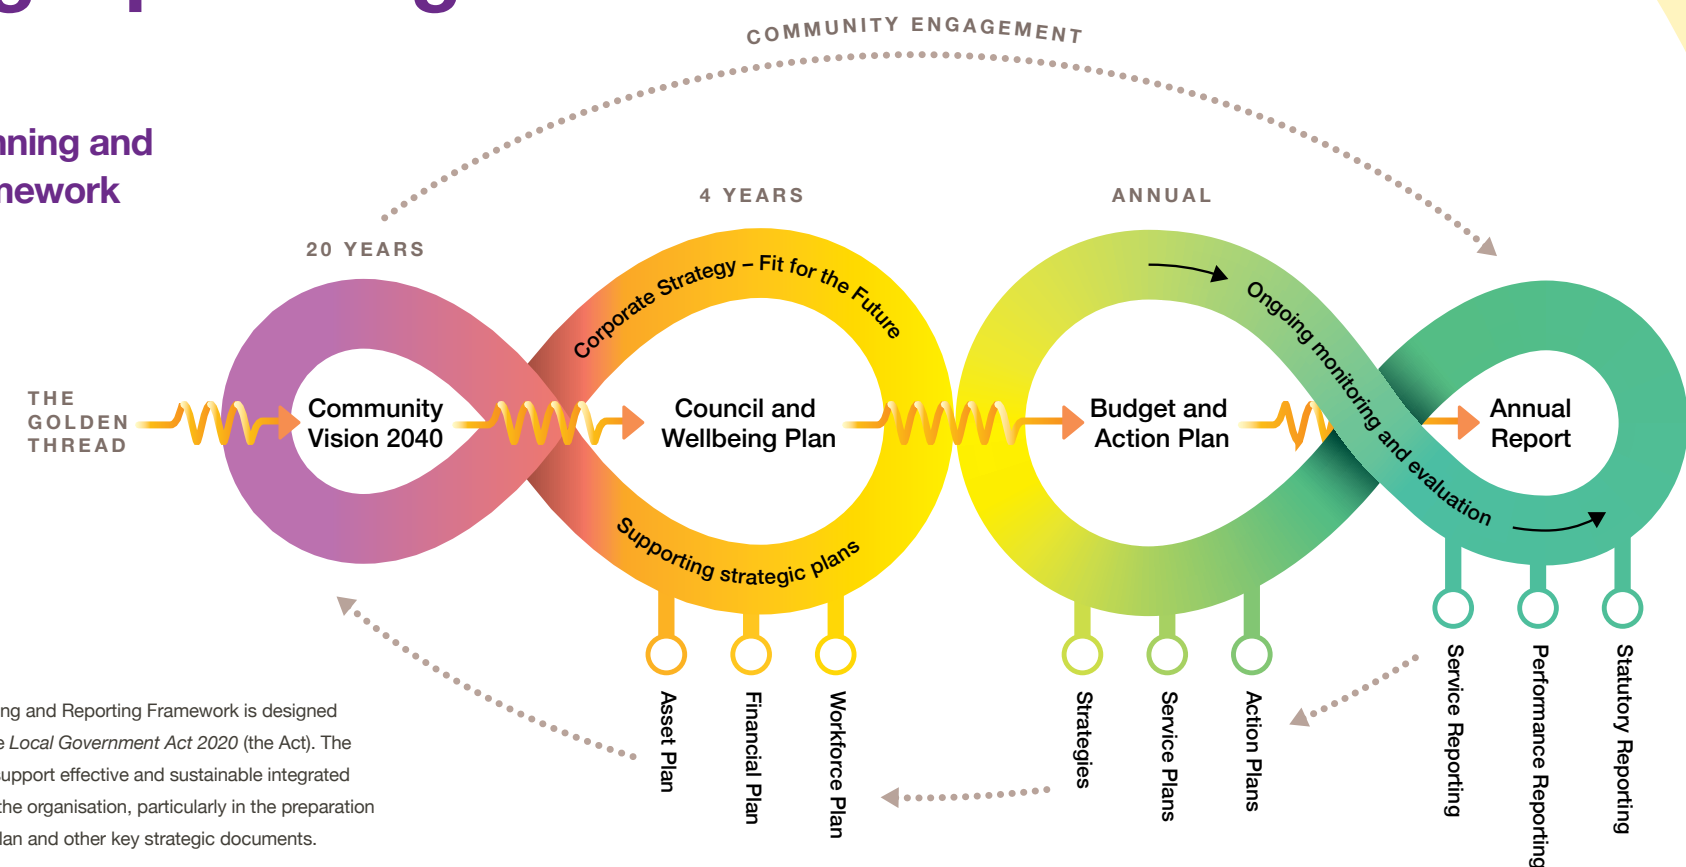 COMMUNITY ENGAGEMENT
nning and
mework
20 YEARS
4 YEARS
ANNUAL
Corporate Strategy – Fit for the Future
Ongoing monitoring and evaluation
THE
GOLDEN
THREAD
Community
Vision 2040
Council and
Wellbeing Plan
Budget and
Action Plan
Annual
Report
Supporting strategic plans
Asset Plan
Financial Plan
Workforce Plan
Strategies
Service Plans
Action Plans
Service Reporting
Performance Reporting
Statutory Reporting
ing and Reporting Framework is designed
e Local Government Act 2020 (the Act). The
support effective and sustainable integrated
the organisation, particularly in the preparation
lan and other key strategic documents.